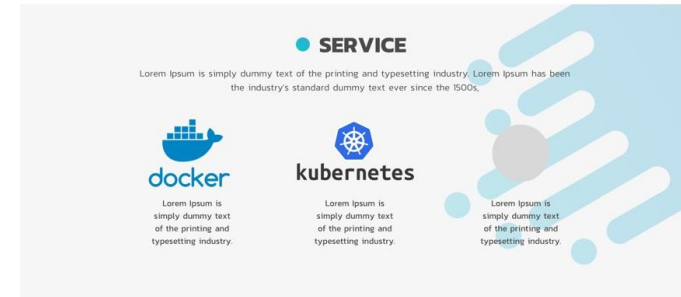 SERVICE
Lorem Ipsum is simply dummy text of the printing and typesetting industry. Lorem Ipsum has been
the industry's standard dummy text ever since the 1500s,
docker
Lorem Ipsum is
simply dummy text
of the printing and
typesetting industry.
kubernetes
Lorem Ipsum is
simply dummy text
of the printing and
typesetting industry.
Lorem Ipsum is
simply dummy text
of the printing and
typesetting industry.